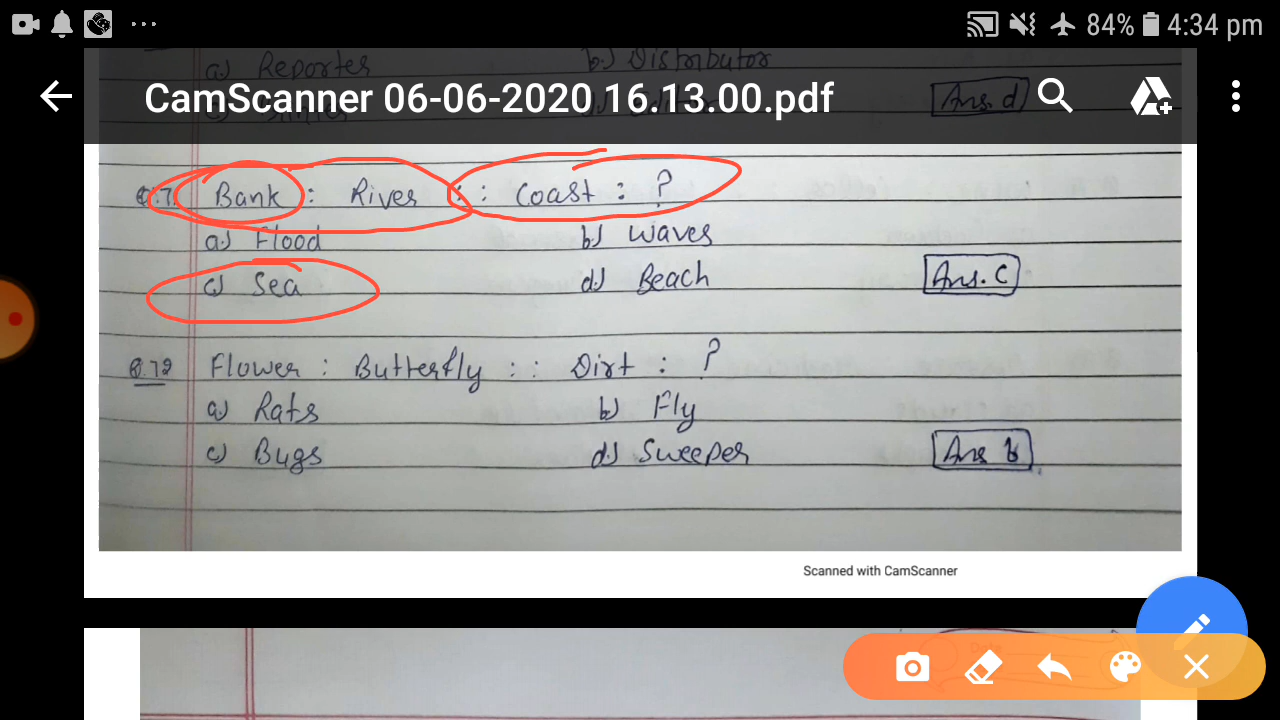 84% 4:34 pm
a.) Reporter b.) Distributor
CamScanner 06-06-2020 16.13.00.pdf
Ans. d
Bank : River :: Coast : ?
a.) Flood b.) Waves
c.) Sea d.) Beach Ans. C
Q.72 Flower : Butterfly :: Dirt : ?
a.) Rats b.) Fly
c.) Bugs d.) Sweeper Ans b
Scanned with CamScanner